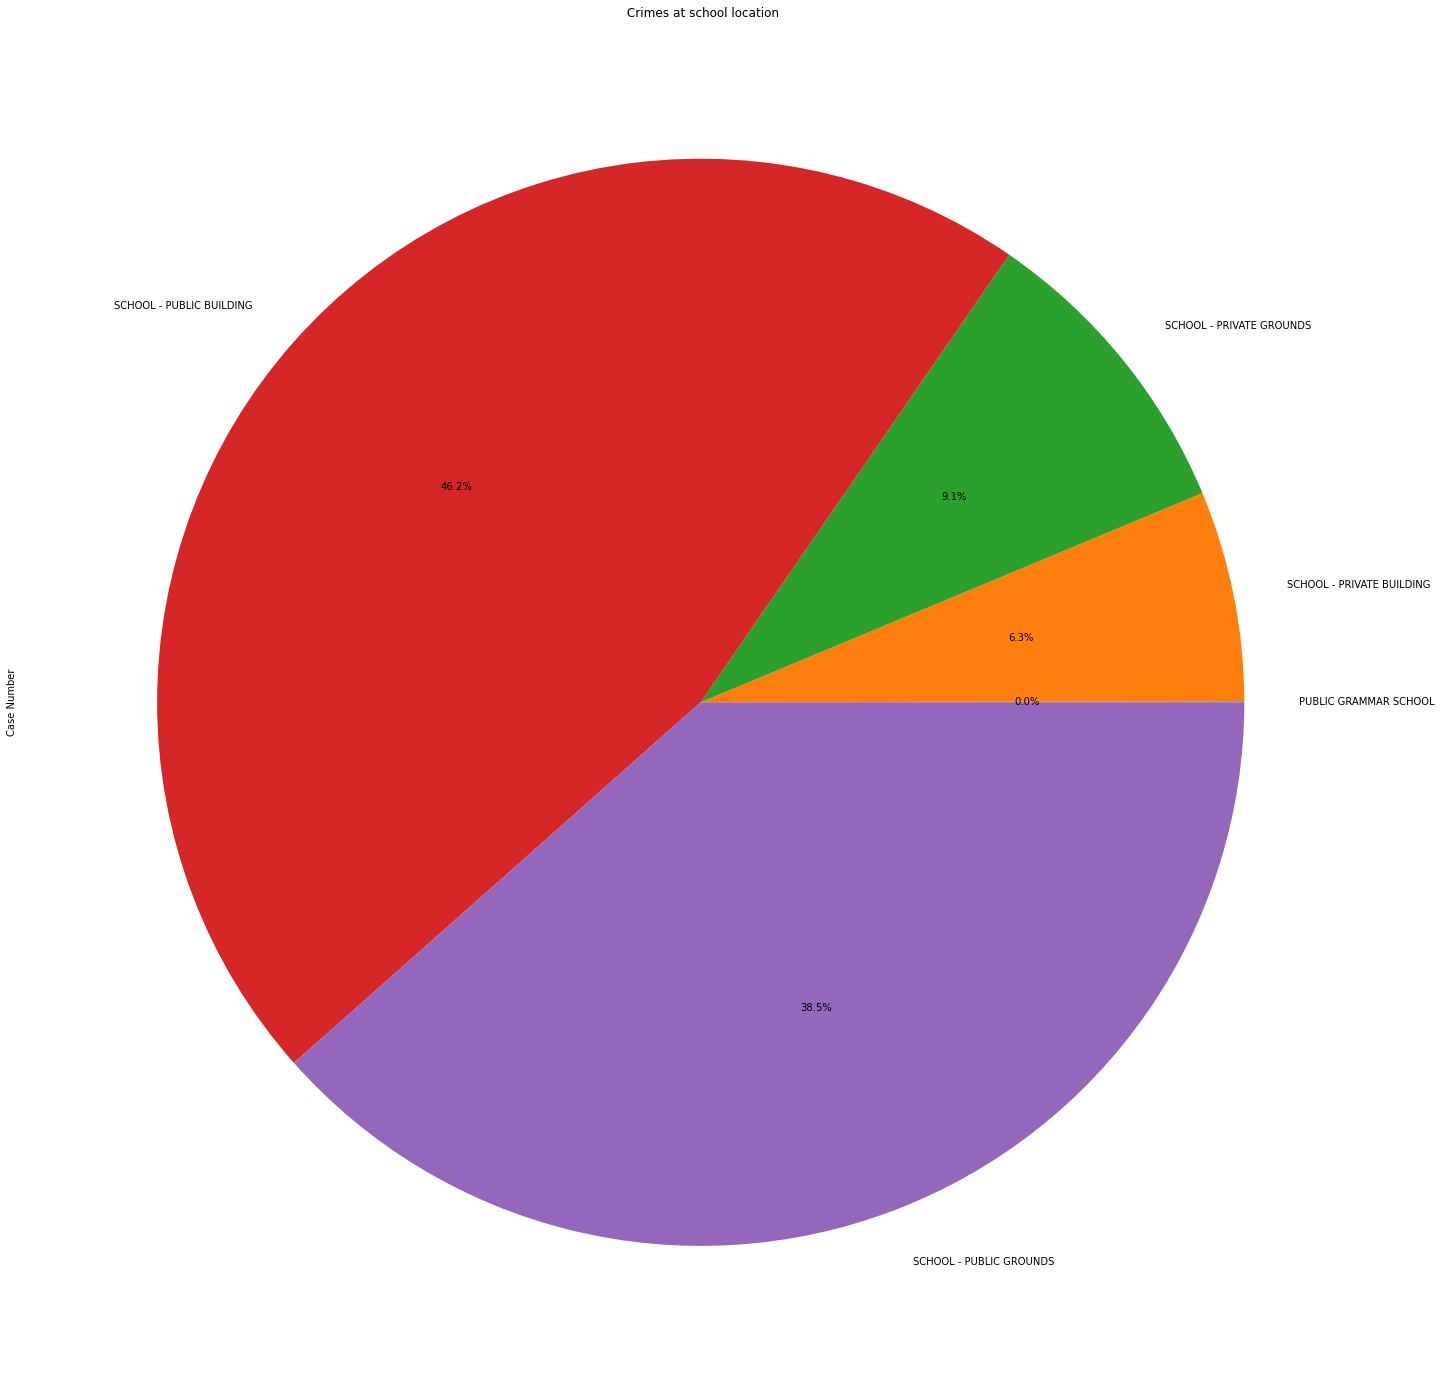 Crimes at school location
SCHOOL - PUBLIC BUILDING
SCHOOL - PRIVATE GROUNDS
46.2%
9.1%
SCHOOL - PRIVATE BUILDING
6.3%
Case Number
0.0%
PUBLIC GRAMMAR SCHOOL
38.5%
SCHOOL - PUBLIC GROUNDS